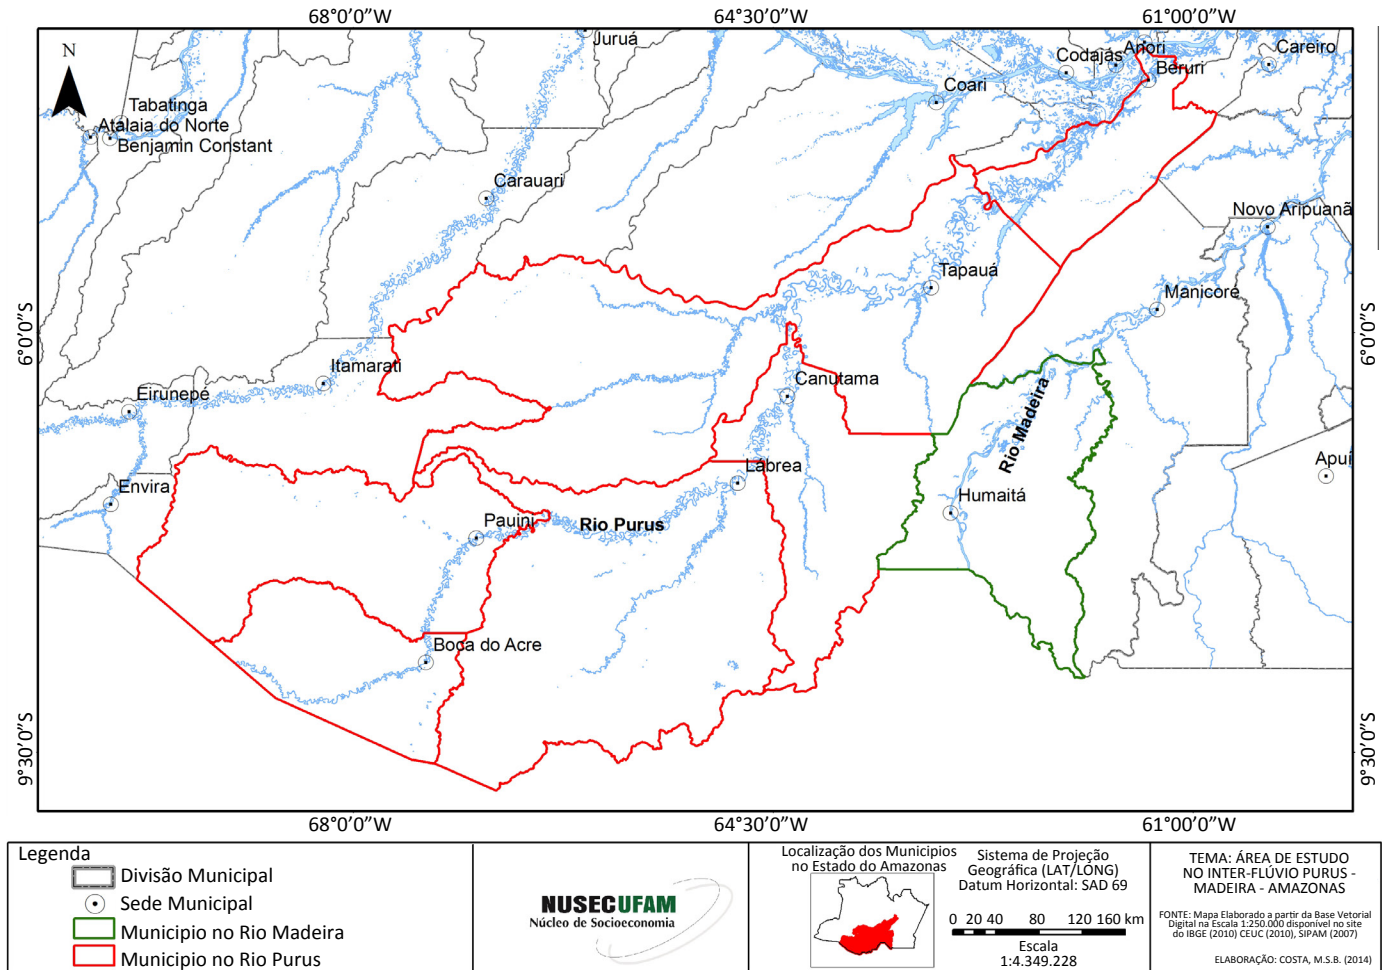 68°0'0"W
64°30'0"W
61°00'0"W
N
Juruá
Codajás
Anori
Careiro
Beruri
Coari
Tabatinga
Atalaia do Norte
Benjamin Constant
Carauari
Novo Aripuanã
Tapauá
Manicoré
6°0'0"S
6°0'0"S
Itamarati
Eirunepé
Canutama
Rio Madeira
Lábrea
Apuí
Envira
Humaitá
Pauini
Rio Purus
Boca do Acre
9°30'0"S
9°30'0"S
68°0'0"W
64°30'0"W
61°00'0"W
Legenda
Divisão Municipal
Sede Municipal
Municipio no Rio Madeira
Municipio no Rio Purus
NUSECUFAM
Núcleo de Socioeconomia
Localização dos Municipios
no Estado do Amazonas
Sistema de Projeção
Geográfica (LAT/LONG)
Datum Horizontal: SAD 69
0 20 40 80 120 160 km
Escala
1:4.349.228
TEMA: ÁREA DE ESTUDO
NO INTER-FLÚVIO PURUS -
MADEIRA - AMAZONAS
FONTE: Mapa Elaborado a partir da Base Vetorial
Digital na Escala 1:250.000 disponível no site
do IBGE (2010) CEUC (2010), SIPAM (2007)
ELABORAÇÃO: COSTA, M.S.B. (2014)